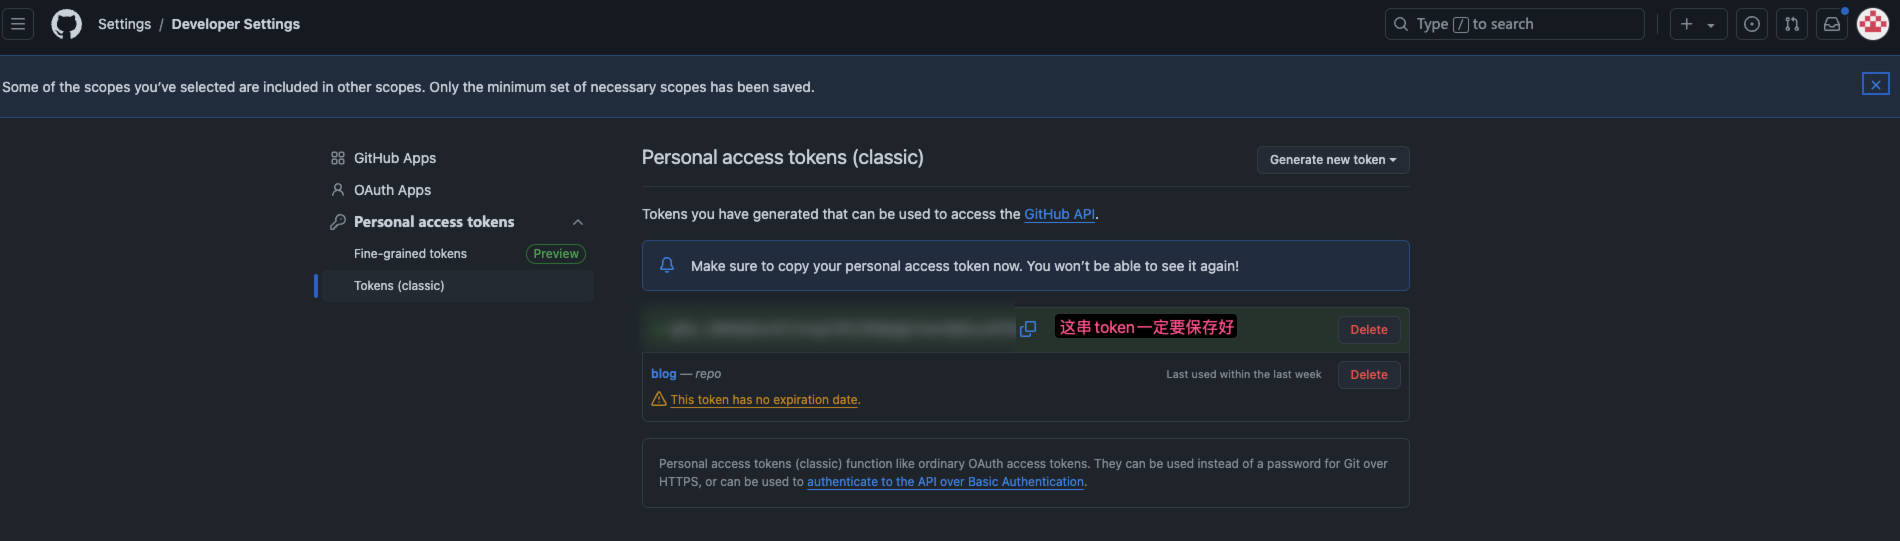 Settings / Developer Settings
Type / to search
Some of the scopes you’ve selected are included in other scopes. Only the minimum set of necessary scopes has been saved.
GitHub Apps
OAuth Apps
Personal access tokens
Fine-grained tokens Preview
Tokens (classic)
Personal access tokens (classic)
Generate new token
Tokens you have generated that can be used to access the GitHub API.
Make sure to copy your personal access token now. You won’t be able to see it again!
这串token一定要保存好
Delete
blog — repo
Last used within the last week
Delete
This token has no expiration date.
Personal access tokens (classic) function like ordinary OAuth access tokens. They can be used instead of a password for Git over
HTTPS, or can be used to authenticate to the API over Basic Authentication.